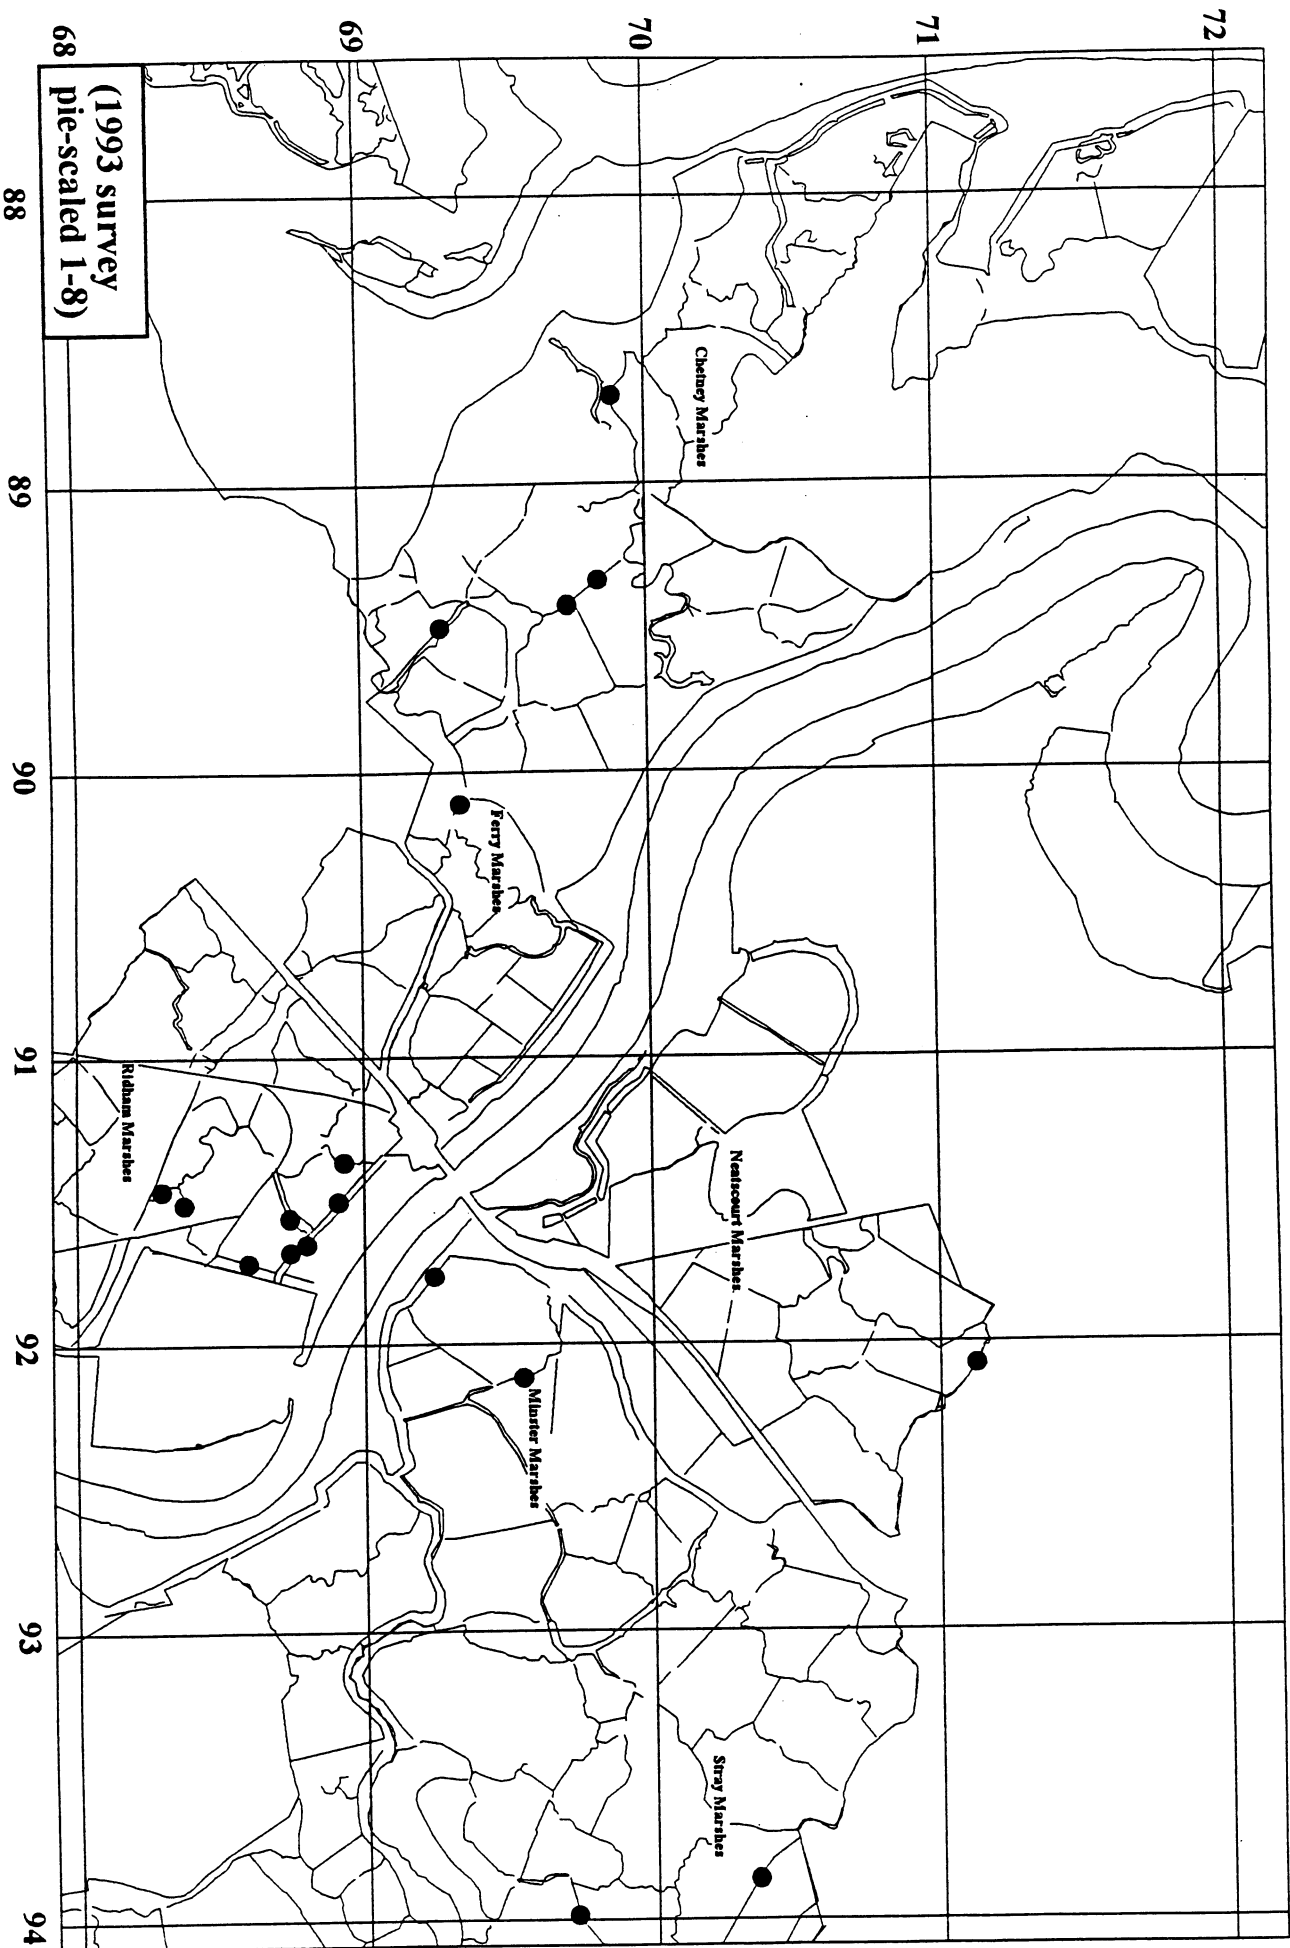 72
71
70
69
68
88
89
90
91
92
93
94
(1993 survey
pie-scaled 1-8)
Chetney Marshes
Ferry Marshes
Ridham Marshes
Neatscourt Marshes
Minster Marshes
Stray Marshes